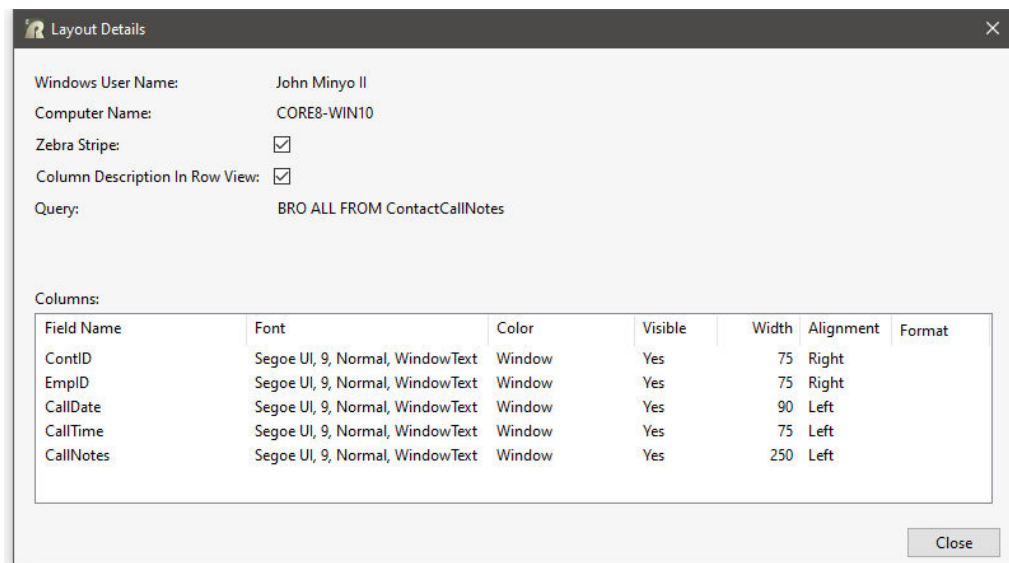 Layout Details
Windows User Name: John Minyo II
Computer Name: CORE8-WIN10
Zebra Stripe:
Column Description In Row View:
Query: BRO ALL FROM ContactCallNotes
Columns:
Field Name Font Color Visible Width Alignment Format
ContID Segoe UI, 9, Normal, WindowText Window Yes 75 Right
EmpID Segoe UI, 9, Normal, WindowText Window Yes 75 Right
CallDate Segoe UI, 9, Normal, WindowText Window Yes 90 Left
CallTime Segoe UI, 9, Normal, WindowText Window Yes 75 Left
CallNotes Segoe UI, 9, Normal, WindowText Window Yes 250 Left
Close